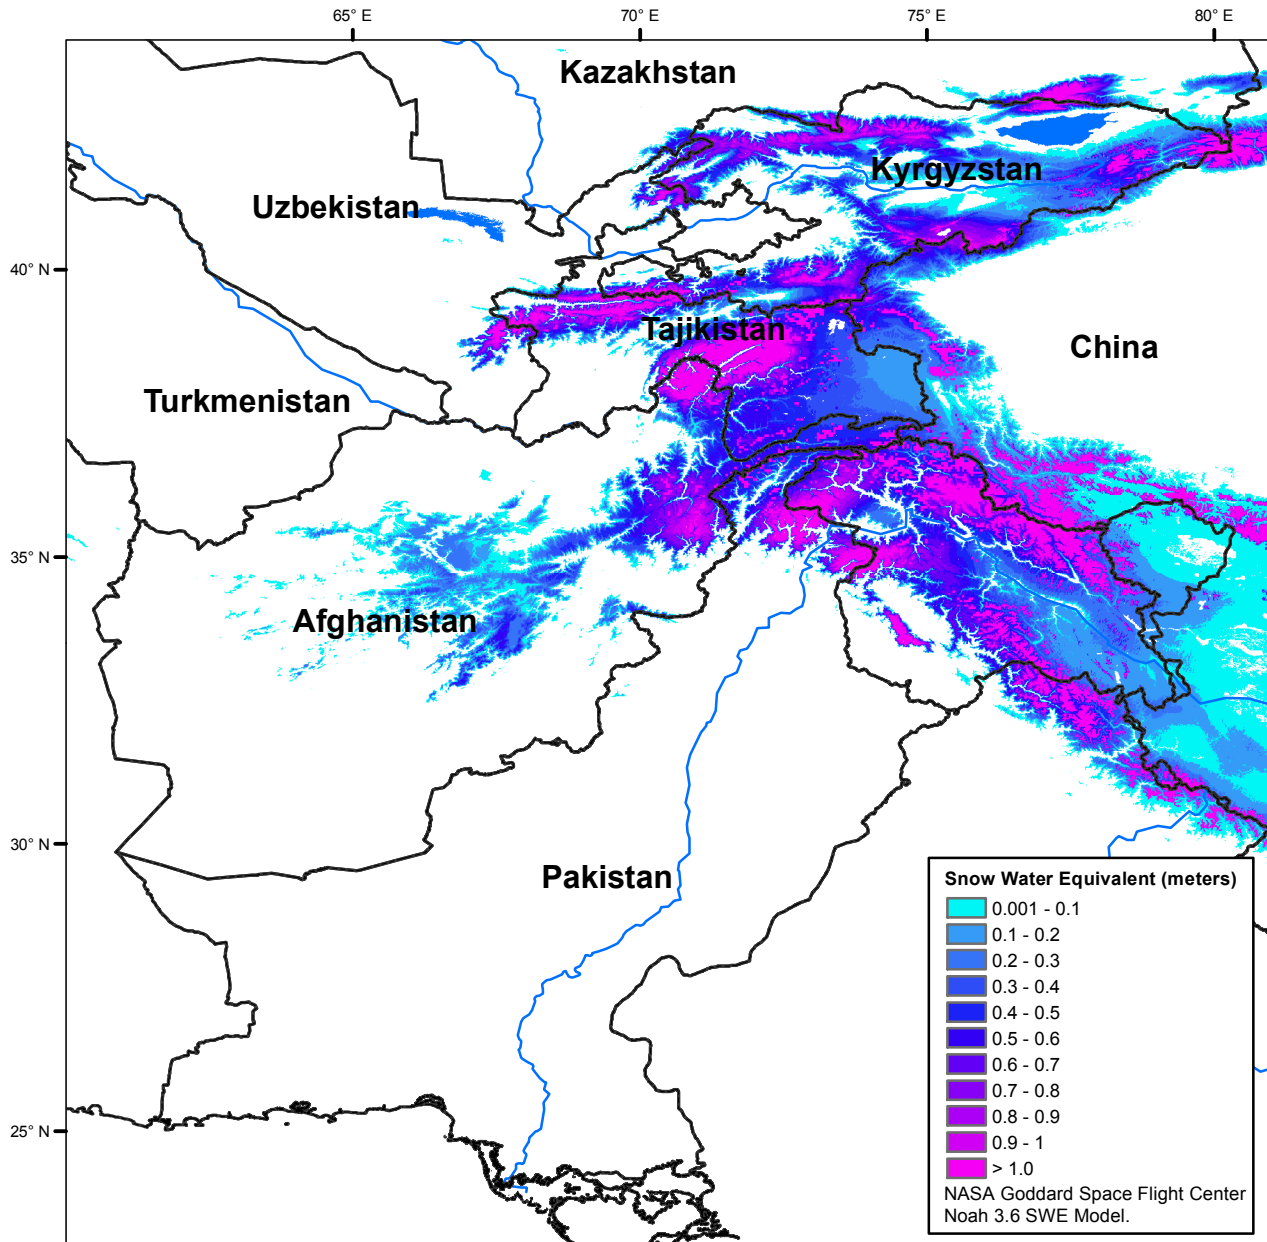 65° E
70° E
75° E
80° E
Kazakhstan
Kyrgyzstan
Uzbekistan
40° N
Tajikistan
China
Turkmenistan
35° N
Afghanistan
30° N
Pakistan
25° N
Snow Water Equivalent (meters)
0.001 - 0.1
0.1 - 0.2
0.2 - 0.3
0.3 - 0.4
0.4 - 0.5
0.5 - 0.6
0.6 - 0.7
0.7 - 0.8
0.8 - 0.9
0.9 - 1
> 1.0
NASA Goddard Space Flight Center
Noah 3.6 SWE Model.